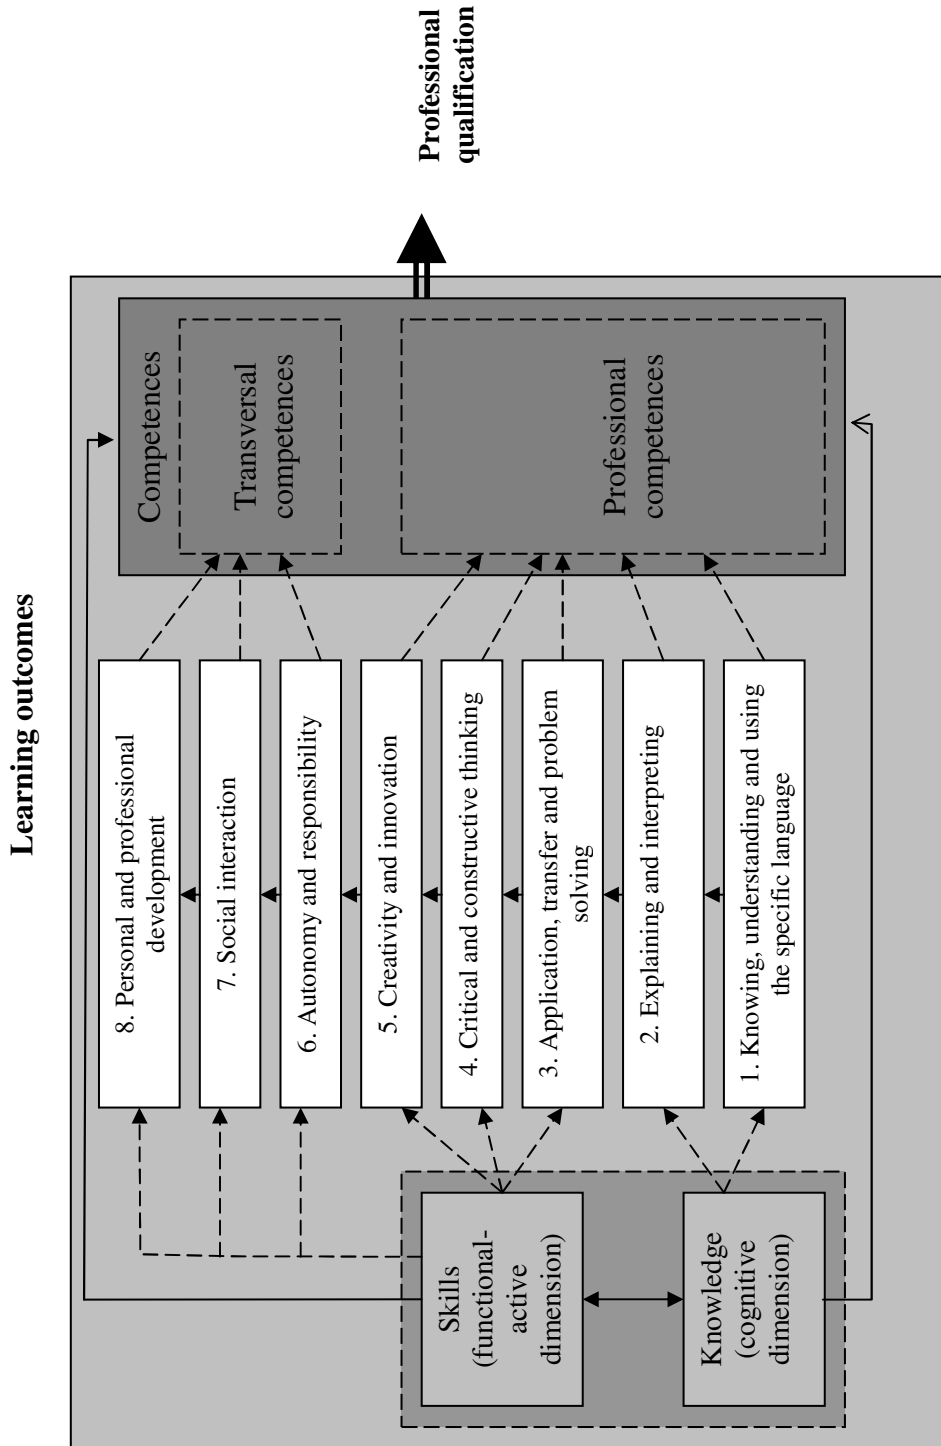 Learning outcomes
Professional
qualification
Competences
Transversal
competences
Professional
competences
8. Personal and professional
development
7. Social interaction
6. Autonomy and responsibility
5. Creativity and innovation
4. Critical and constructive thinking
3. Application, transfer and problem
solving
2. Explaining and interpreting
1. Knowing, understanding and using
the specific language
Skills
(functional-
active
dimension)
Knowledge
(cognitive
dimension)